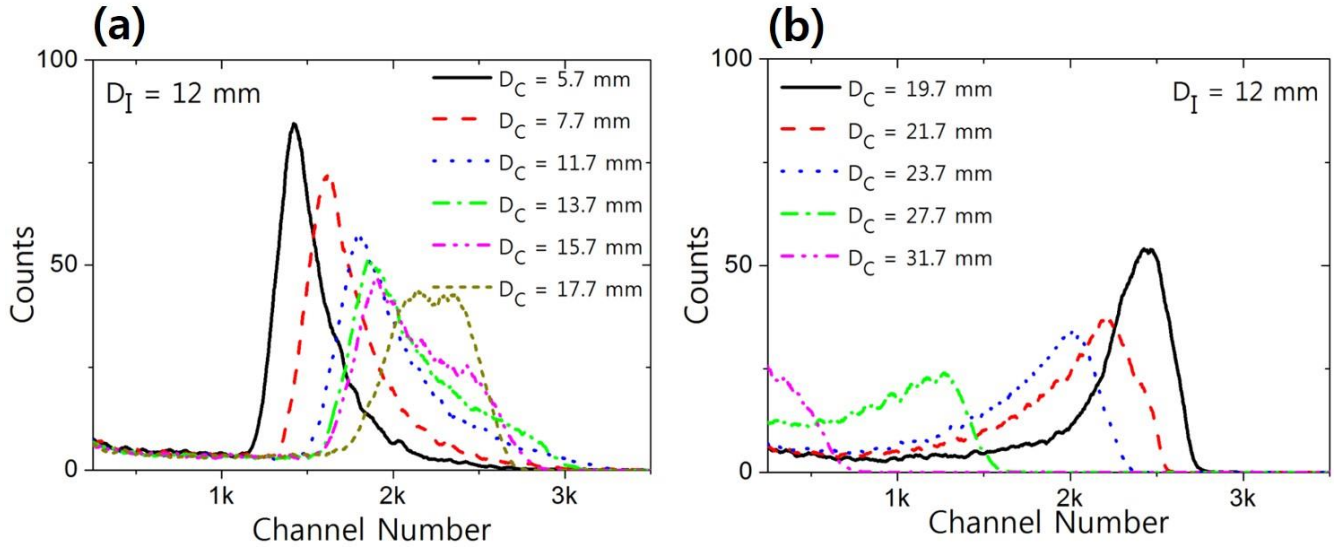 (a)
100
D_I = 12 mm
D_C = 5.7 mm
D_C = 7.7 mm
D_C = 11.7 mm
D_C = 13.7 mm
D_C = 15.7 mm
D_C = 17.7 mm
50
0
Counts
1k
2k
3k
Channel Number
(b)
100
D_I = 12 mm
D_C = 19.7 mm
D_C = 21.7 mm
D_C = 23.7 mm
D_C = 27.7 mm
D_C = 31.7 mm
50
0
Counts
1k
2k
3k
Channel Number